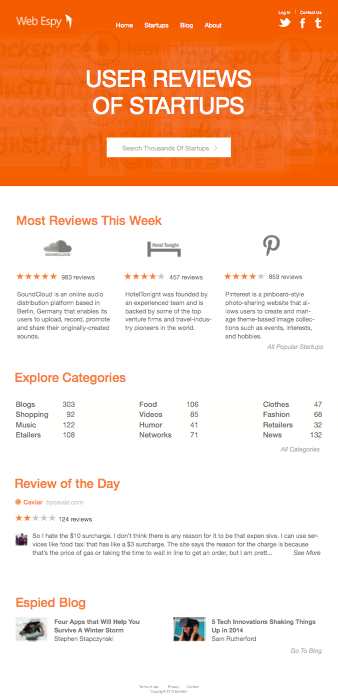 Log In | Contact Us
Web Espy
Home Startups Blog About
USER REVIEWS
OF STARTUPS
Search Thousands Of Startups >
Most Reviews This Week
SOUNDCLOUD
Hotel Tonight
983 reviews
457 reviews
859 reviews
SoundCloud is an online audio
distribution platform based in
Berlin, Germany that enables its
users to upload, record, promote
and share their originally-created
sounds.
HotelTonight was founded by
an experienced team and is
backed by some of the top
venture firms and travel-indus-
try pioneers in the world.
Pinterest is a pinboard-style
photo-sharing website that al-
lows users to create and man-
age theme-based image collec-
tions such as events, interests,
and hobbies.
All Popular Startups
Explore Categories
Blogs 303 Food 106 Clothes 47
Shopping 92 Videos 85 Fashion 68
Music 122 Humor 41 Retailers 32
Etailers 108 Networks 71 News 132
All Categories
Review of the Day
Caviar trycaviar.com
124 reviews
So I hate the $10 surcharge. I don't think there is any reason for it to be that expen sive. I can use ser-
vices like food taxi that has like a $3 surcharge. The site says the reason for the charge is because
that's the price of gas or taking the time to wait in line to get an order, but I am prett... See More
Espied Blog
Four Apps that Will Help You
Survive A Winter Storm
Stephen Stapczynski
5 Tech Innovations Shaking Things
Up in 2014
Sam Rutherford
Go To Blog
Terms of use Privacy Contact